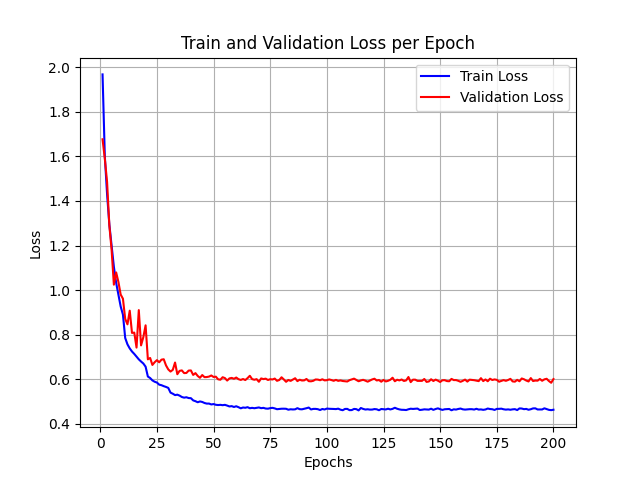 Train and Validation Loss per Epoch
Train Loss
Validation Loss
Loss
2.0
1.8
1.6
1.4
1.2
1.0
0.8
0.6
0.4
0 25 50 75 100 125 150 175 200
Epochs